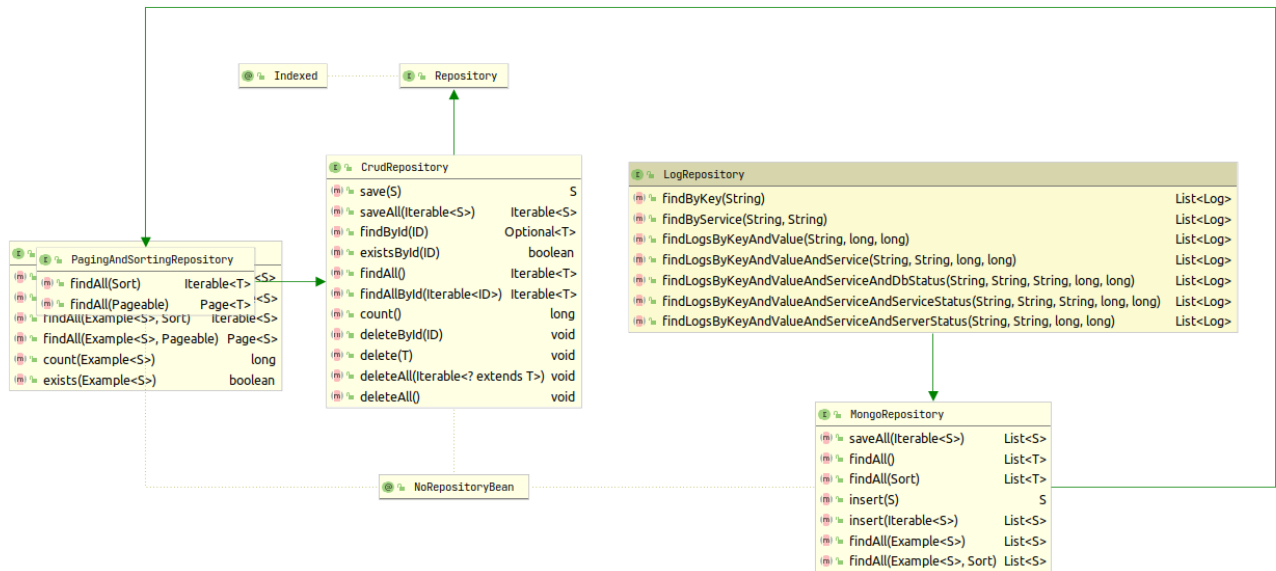 Indexed
Repository
CrudRepository
save(S) S
saveAll(Iterable<S>) Iterable<S>
findById(ID) Optional<T>
existsById(ID) boolean
findAll() Iterable<T>
findAllById(Iterable<ID>) Iterable<T>
count() long
deleteById(ID) void
delete(T) void
deleteAll(Iterable<? extends T>) void
deleteAll() void
LogRepository
findByKey(String) List<Log>
findByService(String, String) List<Log>
findLogsByKeyAndValue(String, long, long) List<Log>
findLogsByKeyAndValueAndService(String, String, long, long) List<Log>
findLogsByKeyAndValueAndServiceAndDbStatus(String, String, String, long, long) List<Log>
findLogsByKeyAndValueAndServiceAndServiceStatus(String, String, String, long, long) List<Log>
findLogsByKeyAndValueAndServiceAndServerStatus(String, String, long, long) List<Log>
PagingAndSortingRepository
findAll(Sort) Iterable<T>
findAll(Pageable) Page<T>
<S>
<S>
findAll(Example<S>, Sort) Iterable<S>
findAll(Example<S>, Pageable) Page<S>
count(Example<S>) long
exists(Example<S>) boolean
NoRepositoryBean
MongoRepository
saveAll(Iterable<S>) List<S>
findAll() List<T>
findAll(Sort) List<T>
insert(S) S
insert(Iterable<S>) List<S>
findAll(Example<S>) List<S>
findAll(Example<S>, Sort) List<S>